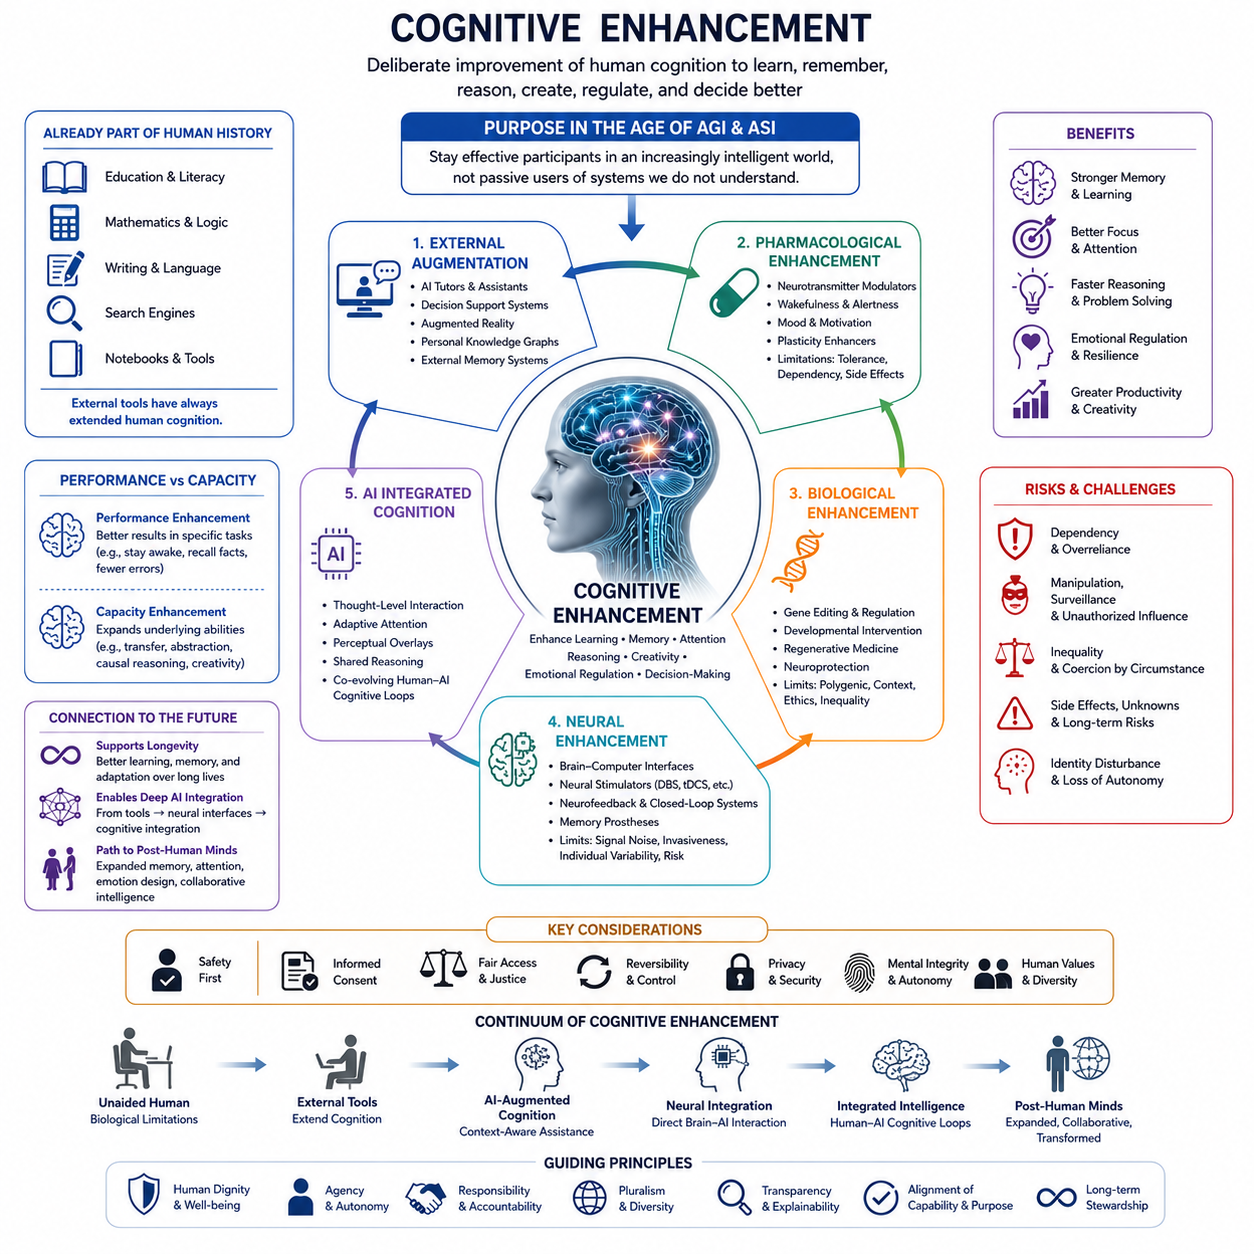 COGNITIVE ENHANCEMENT
Deliberate improvement of human cognition to learn, remember,
reason, create, regulate, and decide better
ALREADY PART OF HUMAN HISTORY
Education & Literacy
Mathematics & Logic
Writing & Language
Search Engines
Notebooks & Tools
External tools have always
extended human cognition.
PURPOSE IN THE AGE OF AGI & ASI
Stay effective participants in an increasingly intelligent world,
not passive users of systems we do not understand.
BENEFITS
Stronger Memory
& Learning
Better Focus
& Attention
Faster Reasoning
& Problem Solving
Emotional Regulation
& Resilience
Greater Productivity
& Creativity
1. EXTERNAL
AUGMENTATION
• AI Tutors & Assistants
• Decision Support Systems
• Augmented Reality
• Personal Knowledge Graphs
• External Memory Systems
2. PHARMACOLOGICAL
ENHANCEMENT
• Neurotransmitter Modulators
• Wakefulness & Alertness
• Mood & Motivation
• Plasticity Enhancers
• Limitations: Tolerance,
Dependency, Side Effects
PERFORMANCE vs CAPACITY
Performance Enhancement
Better results in specific tasks
(e.g., stay awake, recall facts,
fewer errors)
Capacity Enhancement
Expands underlying abilities
(e.g., transfer, abstraction,
causal reasoning, creativity)
5. AI INTEGRATED
COGNITION
AI
• Thought-Level Interaction
• Adaptive Attention
• Perceptual Overlays
• Shared Reasoning
• Co-evolving Human–AI
Cognitive Loops
COGNITIVE
ENHANCEMENT
Enhance Learning • Memory • Attention
Reasoning • Creativity •
Emotional Regulation • Decision-Making
3. BIOLOGICAL
ENHANCEMENT
• Gene Editing & Regulation
• Developmental Intervention
• Regenerative Medicine
• Neuroprotection
• Limits: Polygenic, Context,
Ethics, Inequality
RISKS & CHALLENGES
Dependency
& Overreliance
Manipulation,
Surveillance
& Unauthorized Influence
Inequality
& Coercion by Circumstance
Side Effects, Unknowns
& Long-term Risks
Identity Disturbance
& Loss of Autonomy
CONNECTION TO THE FUTURE
Supports Longevity
Better learning, memory, and
adaptation over long lives
Enables Deep AI Integration
From tools → neural interfaces →
cognitive integration
Path to Post-Human Minds
Expanded memory, attention,
emotion design, collaborative
intelligence
4. NEURAL
ENHANCEMENT
• Brain–Computer Interfaces
• Neural Stimulators (DBS, tDCS, etc.)
• Neurofeedback & Closed-Loop Systems
• Memory Prostheses
• Limits: Signal Noise, Invasiveness,
Individual Variability, Risk
KEY CONSIDERATIONS
Safety
First
Informed
Consent
Fair Access
& Justice
Reversibility
& Control
Privacy
& Security
Mental Integrity
& Autonomy
Human Values
& Diversity
CONTINUUM OF COGNITIVE ENHANCEMENT
Unaided Human
Biological Limitations
External Tools
Extend Cognition
AI-Augmented
Cognition
Context-Aware Assistance
Neural Integration
Direct Brain–AI Interaction
Integrated Intelligence
Human–AI Cognitive Loops
Post-Human Minds
Expanded, Collaborative,
Transformed
GUIDING PRINCIPLES
Human Dignity
& Well-being
Agency
& Autonomy
Responsibility
& Accountability
Pluralism
& Diversity
Transparency
& Explainability
Alignment of
Capability & Purpose
Long-term
Stewardship